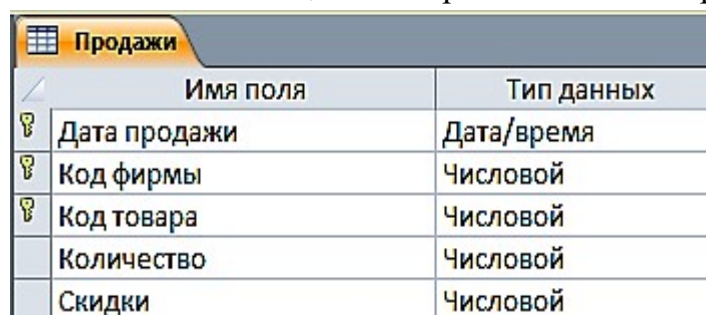 Продажи
Имя поля Тип данных
Дата продажи Дата/время
Код фирмы Числовой
Код товара Числовой
Количество Числовой
Скидки Числовой